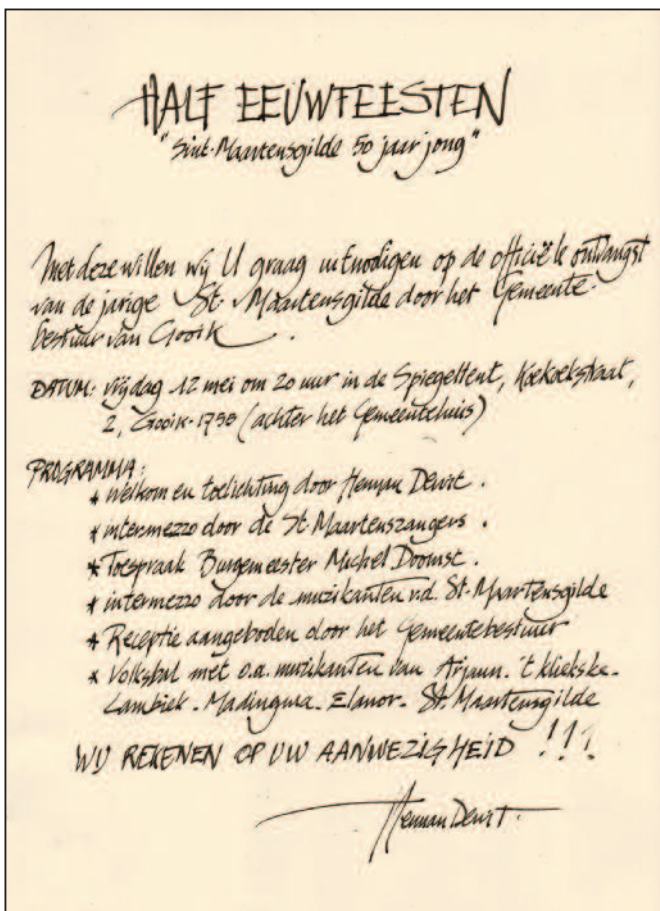 HALF EEUWFEESTEN
"Sint-Maartensgilde 50 jaar jong"
Met deze willen wij U graag uitnodigen op de officiële ontvangst
van de jarige St. Maartensgilde door het Gemeente-
bestuur van Gooik.
DATUM: vrijdag 12 mei om 20 uur in de Spiegeltent, Koekoekstraat,
2, Gooik-1755 (achter het Gemeentehuis)
PROGRAMMA:
* Welkom en toelichting door Herman Dewit.
* intermezzo door de St. Maartenszangers.
* Toespraak Burgemeester Michel Doomst.
* intermezzo door de muzikanten v.d. St. Maartensgilde
* Receptie aangeboden door het Gemeentebestuur
* Volksbal met o.a. muzikanten van Arjaun. 't kliekske-
Lambiek. Madingma. Elanor. St. Maartensgilde
WIJ REKENEN OP UW AANWEZIGHEID !!!
Herman Dewit.